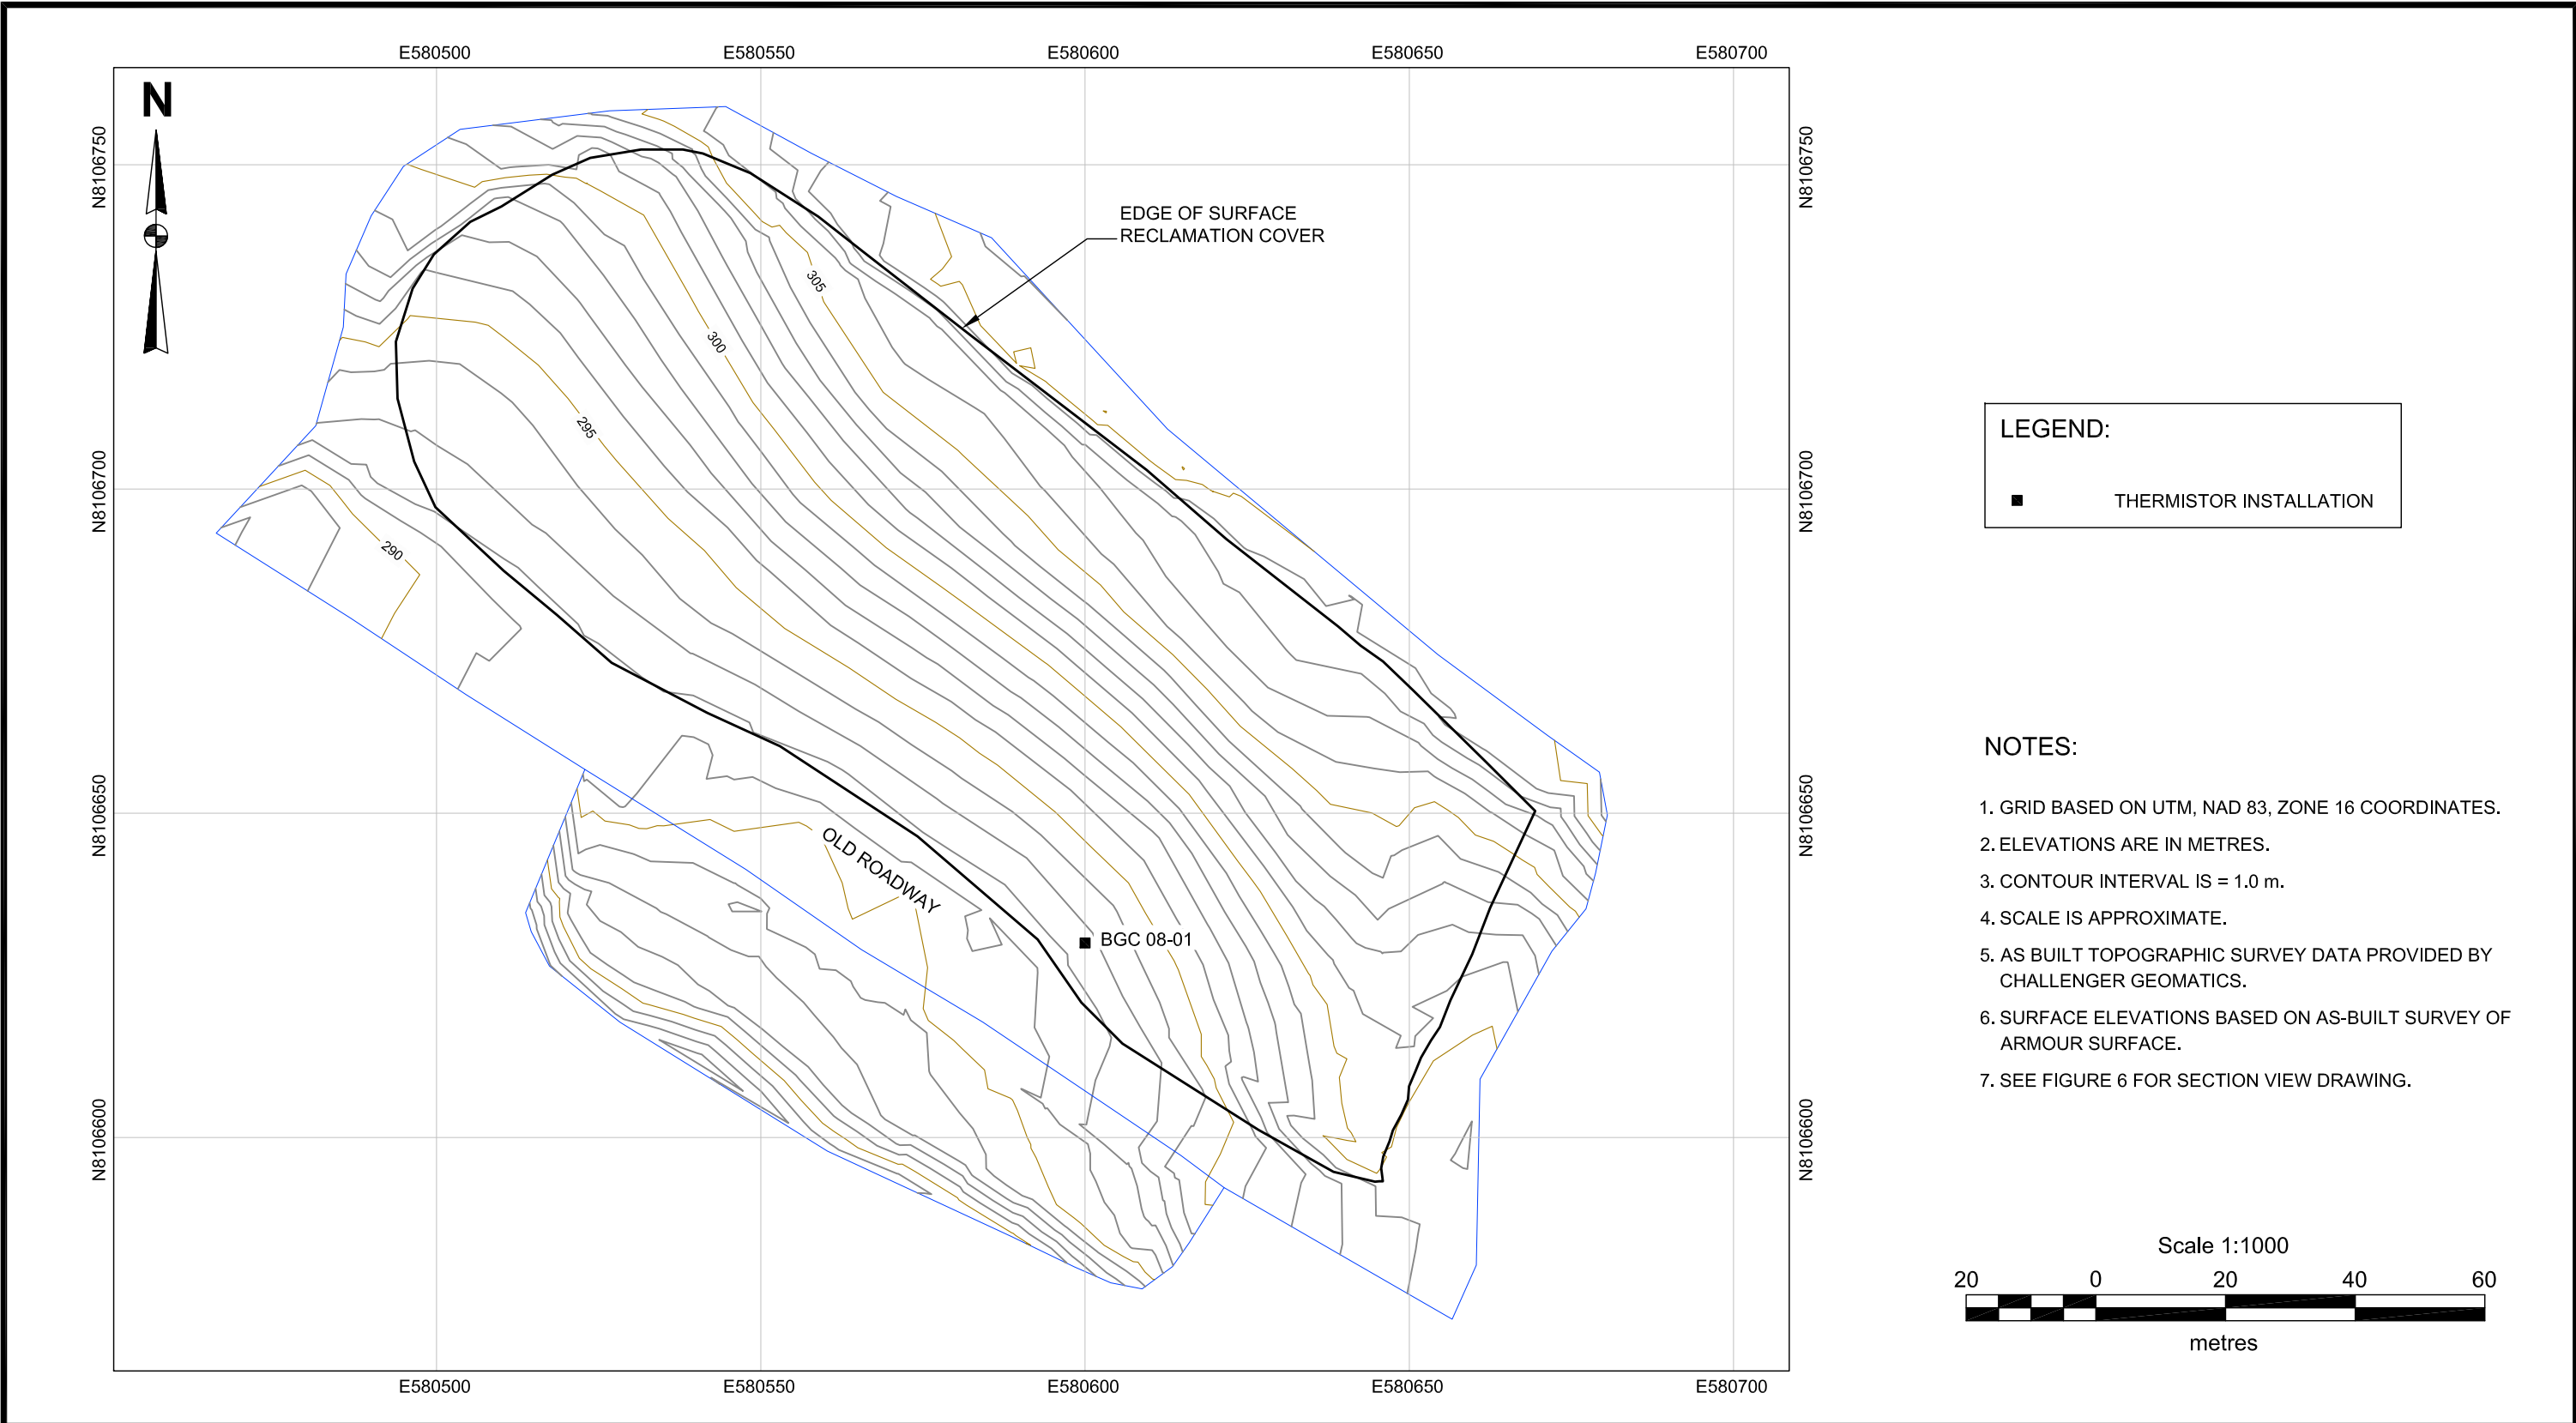 E580500 E580550 E580600 E580650 E580700
N
N8106750 N8106750
EDGE OF SURFACE
RECLAMATION COVER
305
300
295
290
N8106700 N8106700
LEGEND:
THERMISTOR INSTALLATION
N8106650 N8106650
OLD ROADWAY
BGC 08-01
N8106600 N8106600
NOTES:
1. GRID BASED ON UTM, NAD 83, ZONE 16 COORDINATES.
2. ELEVATIONS ARE IN METRES.
3. CONTOUR INTERVAL IS = 1.0 m.
4. SCALE IS APPROXIMATE.
5. AS BUILT TOPOGRAPHIC SURVEY DATA PROVIDED BY
CHALLENGER GEOMATICS.
6. SURFACE ELEVATIONS BASED ON AS-BUILT SURVEY OF
ARMOUR SURFACE.
7. SEE FIGURE 6 FOR SECTION VIEW DRAWING.
Scale 1:1000
20 0 20 40 60
metres
E580500 E580550 E580600 E580650 E580700